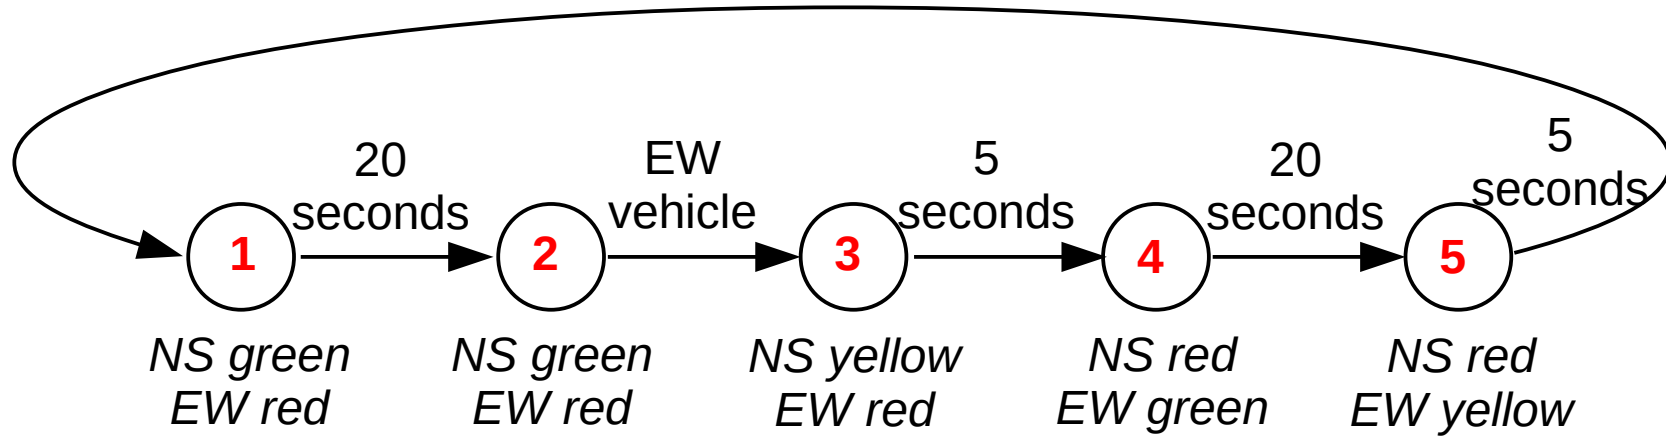 20
seconds
EW
vehicle
5
seconds
20
seconds
5
seconds
1
2
3
4
5
NS green
EW red
NS green
EW red
NS yellow
EW red
NS red
EW green
NS red
EW yellow